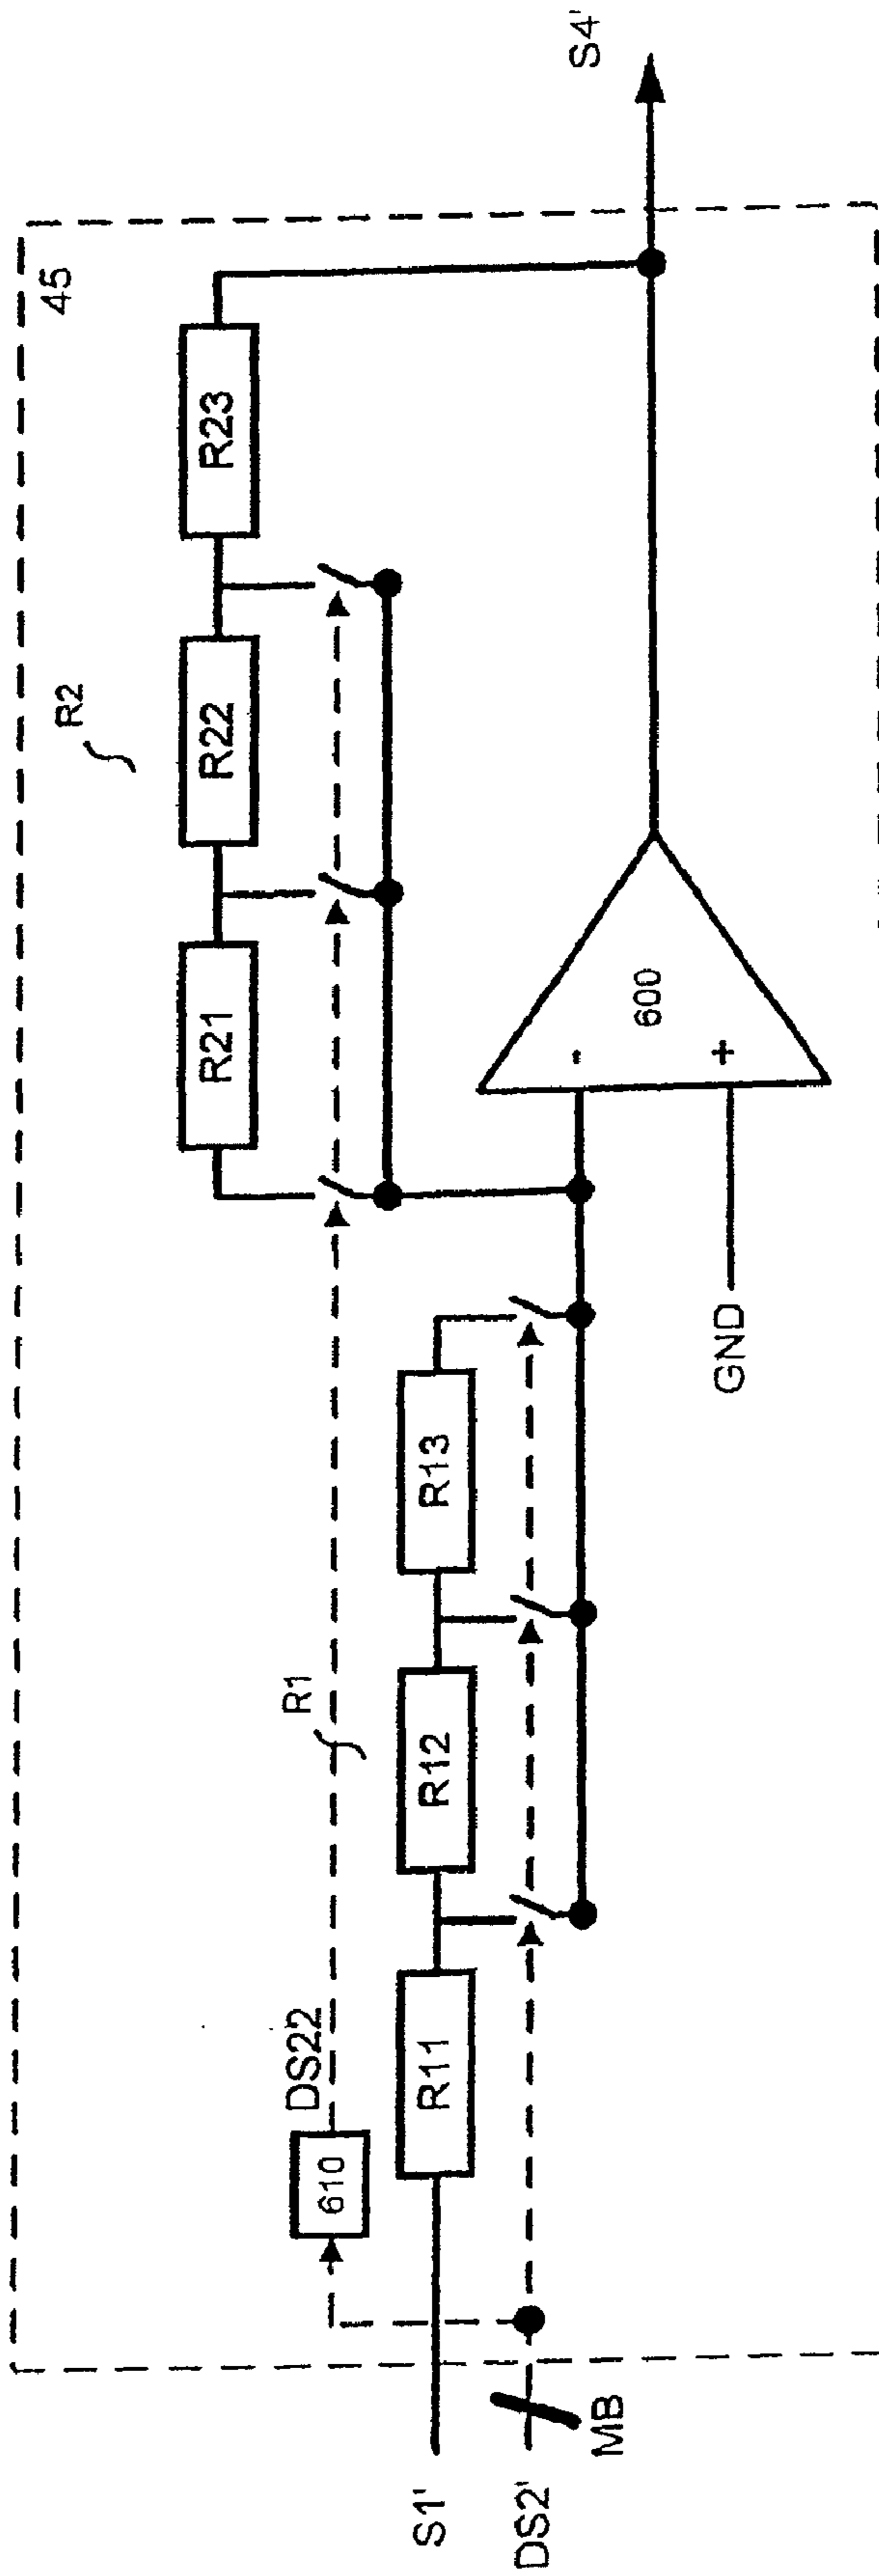 45
R2
R21
R22
R23
S4'
DS22
610
R1
R11
R12
R13
-
600
+
GND
S1'
DS2'
MB